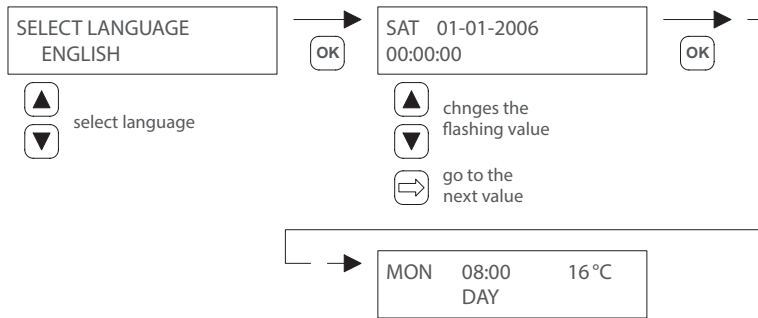 SELECT LANGUAGE
ENGLISH
OK
SAT 01-01-2006
00:00:00
OK
select language
chnges the
flashing value
go to the
next value
MON 08:00 16°C
DAY